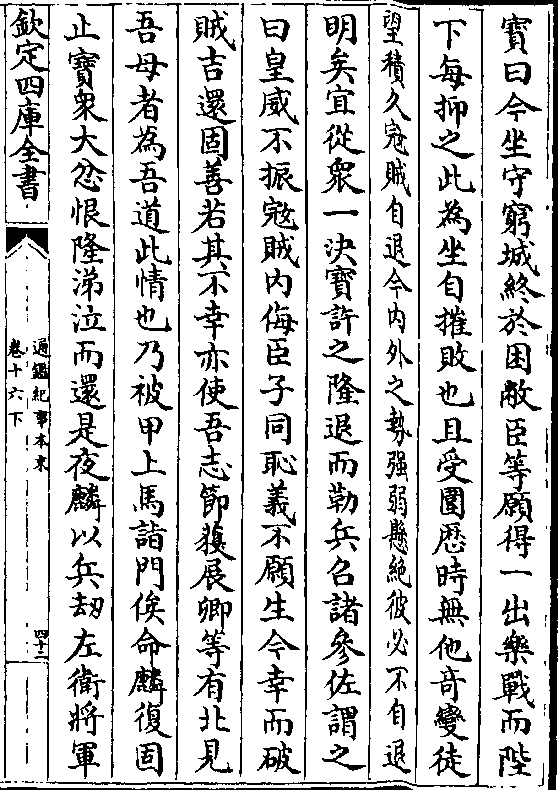 寳曰今坐守窮城終於困敝臣等願得一出樂戰而陛
下每抑之此為坐自摧敗也且受圍厯時無他竒變徒
望積久寇賊自退今内外之勢强弱懸絶彼必不自退
明矣宜從衆一決寳許之隆退而勒兵召諸參佐謂之
曰皇威不振宼賊内侮臣子同恥義不願生今幸而破
賊吉還固善若其不幸亦使吾志節獲展卿等有北見
吾母者為吾道此情也乃被甲上馬詣門俟命麟復固
止寳衆大忿恨隆涕泣而還是夜麟以兵刼左衛將軍
欽定四庫全書
通鑑紀事本末
卷十六下
四十二